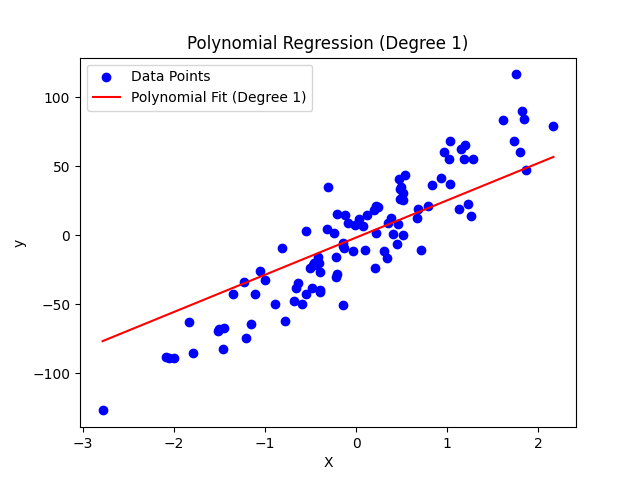 Polynomial Regression (Degree 1)
Data Points
Polynomial Fit (Degree 1)
100
50
0
−50
−100
y
−3
−2
−1
0
1
2
X